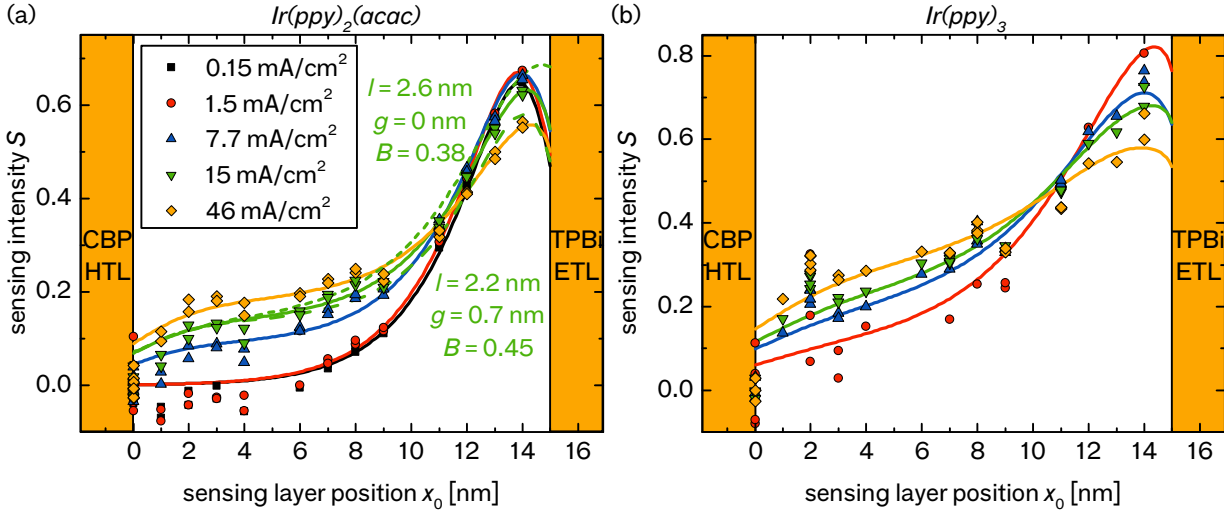 (a)
Ir(ppy)₂(acac)
sensing intensity S
0.6
0.4
0.2
0.0
0.15 mA/cm²
1.5 mA/cm²
7.7 mA/cm²
15 mA/cm²
46 mA/cm²
l = 2.6 nm
g = 0 nm
B = 0.38
CBP
HTL
TPBi
ETL
l = 2.2 nm
g = 0.7 nm
B = 0.45
0 2 4 6 8 10 12 14 16
sensing layer position x₀ [nm]
(b)
Ir(ppy)₃
sensing intensity S
0.8
0.6
0.4
0.2
0.0
CBP
HTL
TPBi
ETL
0 2 4 6 8 10 12 14 16
sensing layer position x₀ [nm]